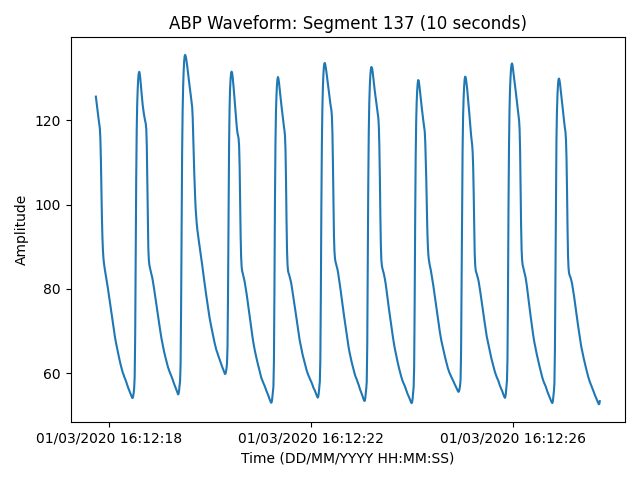 ABP Waveform: Segment 137 (10 seconds)
120
100
80
60
Amplitude
01/03/2020 16:12:18
01/03/2020 16:12:22
01/03/2020 16:12:26
Time (DD/MM/YYYY HH:MM:SS)